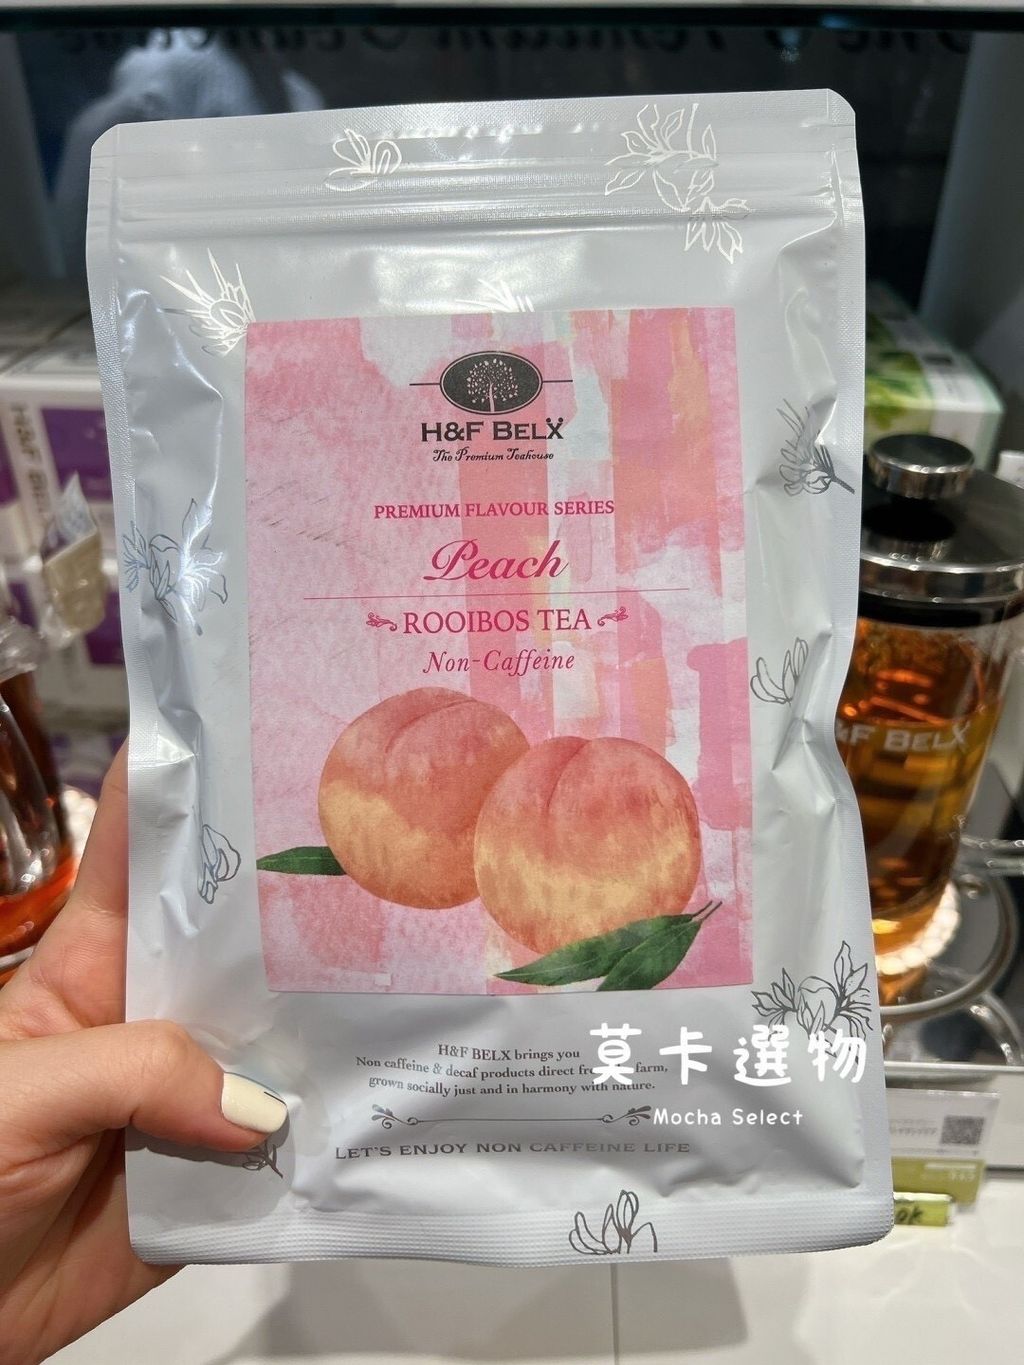 H&F BELX
The Premium Teahouse
PREMIUM FLAVOUR SERIES
Peach
ROOIBOS TEA
Non-Caffeine
H&F BELX brings you
Non caffeine & decaf products direct farm,
grown socially just and in harmony with nature.
LET'S ENJOY NON CAFFEINE LIFE
莫卡選物
Mocha Select
H&F BELX
&F BELX